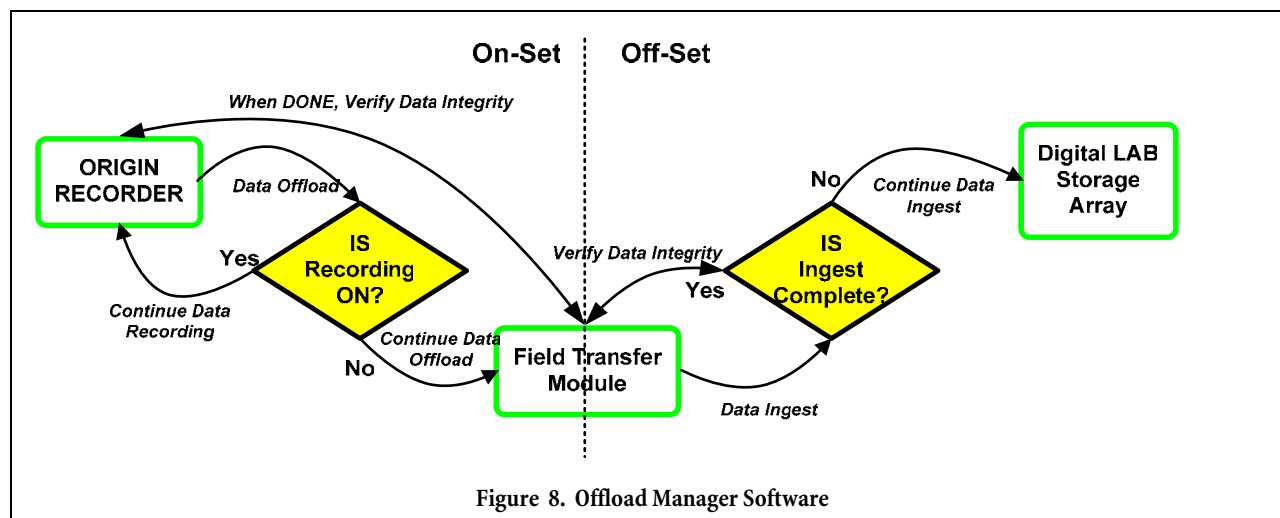 On-Set
Off-Set
When DONE, Verify Data Integrity
ORIGIN
RECORDER
Data Offload
IS
Recording
ON?
Yes
Continue Data
Recording
No
Continue Data
Offload
Field Transfer
Module
Verify Data Integrity
Yes
IS
Ingest
Complete?
No
Continue Data
Ingest
Digital LAB
Storage
Array
Data Ingest
Figure 8. Offload Manager Software